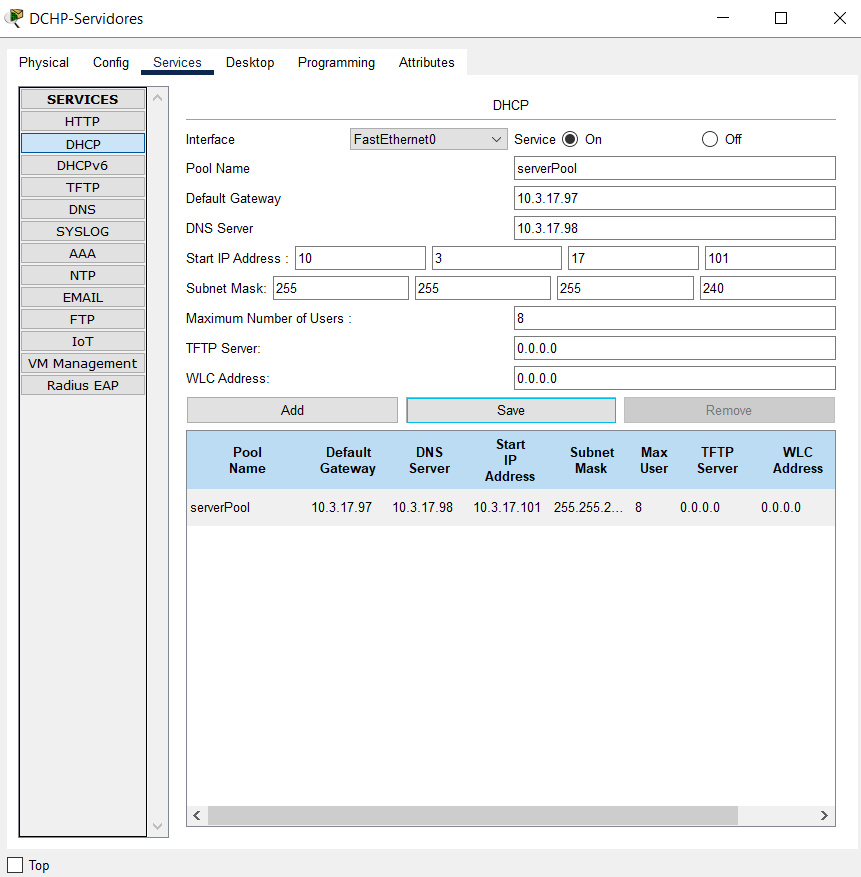 DCHP-Servidores
Physical Config Services Desktop Programming Attributes
SERVICES
HTTP
DHCP
DHCPv6
TFTP
DNS
SYSLOG
AAA
NTP
EMAIL
FTP
IoT
VM Management
Radius EAP
DHCP
Interface FastEthernet0 Service On Off
Pool Name serverPool
Default Gateway 10.3.17.97
DNS Server 10.3.17.98
Start IP Address : 10 3 17 101
Subnet Mask: 255 255 255 240
Maximum Number of Users : 8
TFTP Server: 0.0.0.0
WLC Address: 0.0.0.0
Add Save Remove
Pool Name Default Gateway DNS Server Start IP Address Subnet Mask Max User TFTP Server WLC Address
serverPool 10.3.17.97 10.3.17.98 10.3.17.101 255.255.2... 8 0.0.0.0 0.0.0.0
Top